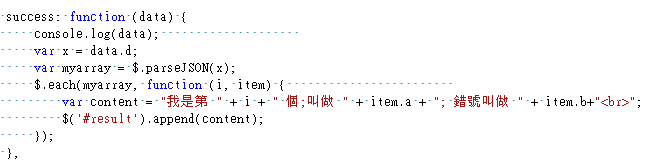 success: function (data) {
console.log(data);
var x = data.d;
var myarray = $.parseJSON(x);
$.each(myarray, function (i, item) {
var content = "我是第 " + i + " 個;叫做 " + item.a + "; 錯號叫做 " + item.b+"<br>";
$('#result').append(content);
});
},